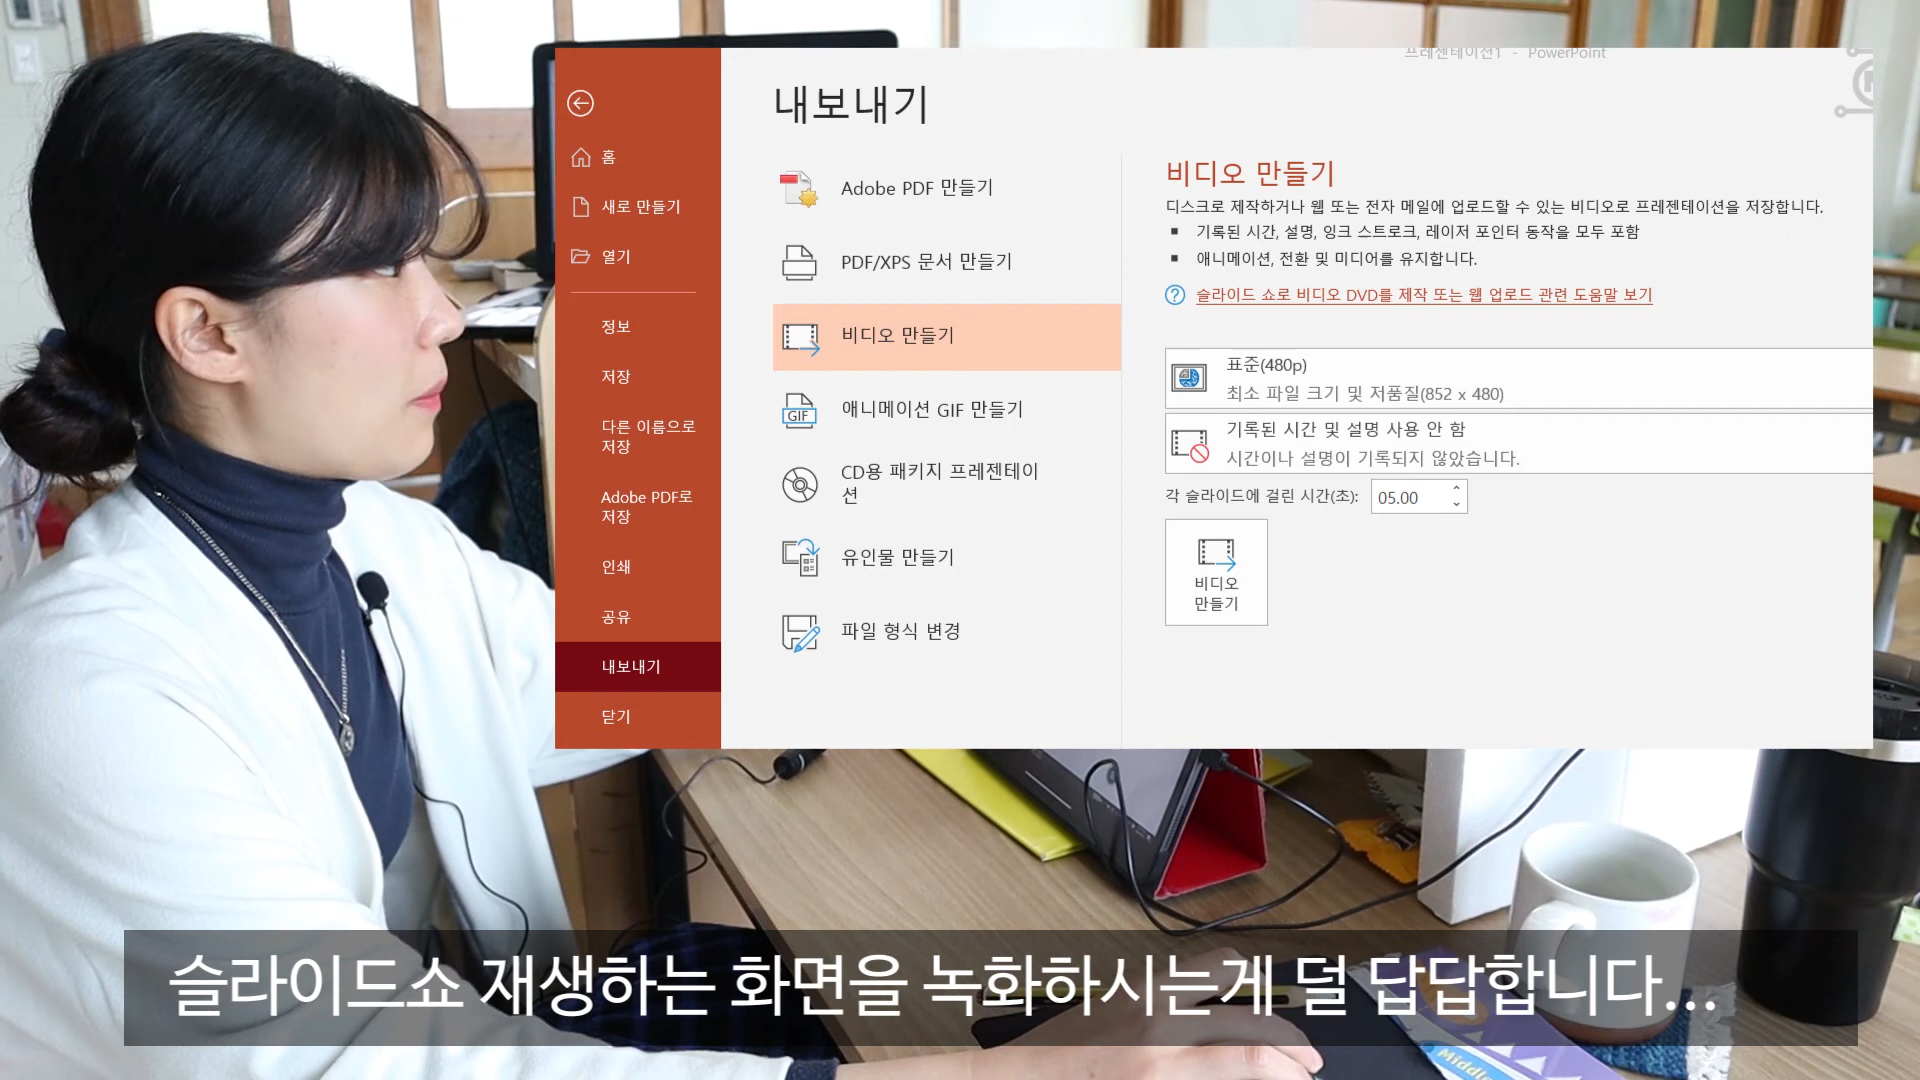 프레젠테이션1 - PowerPoint
홈
새로 만들기
열기
정보
저장
다른 이름으로
저장
Adobe PDF로
저장
인쇄
공유
내보내기
닫기
내보내기
Adobe PDF 만들기
PDF/XPS 문서 만들기
비디오 만들기
GIF
애니메이션 GIF 만들기
CD용 패키지 프레젠테이
션
유인물 만들기
파일 형식 변경
비디오 만들기
디스크로 제작하거나 웹 또는 전자 메일에 업로드할 수 있는 비디오로 프레젠테이션을 저장합니다.
▪ 기록된 시간, 설명, 잉크 스트로크, 레이저 포인터 동작을 모두 포함
▪ 애니메이션, 전환 및 미디어를 유지합니다.
슬라이드 쇼로 비디오 DVD를 제작 또는 웹 업로드 관련 도움말 보기
표준(480p)
최소 파일 크기 및 저품질(852 x 480)
기록된 시간 및 설명 사용 안 함
시간이나 설명이 기록되지 않았습니다.
각 슬라이드에 걸린 시간(초): 05.00
비디오
만들기
슬라이드쇼 재생하는 화면을 녹화하시는게 덜 답답합니다...
Middle